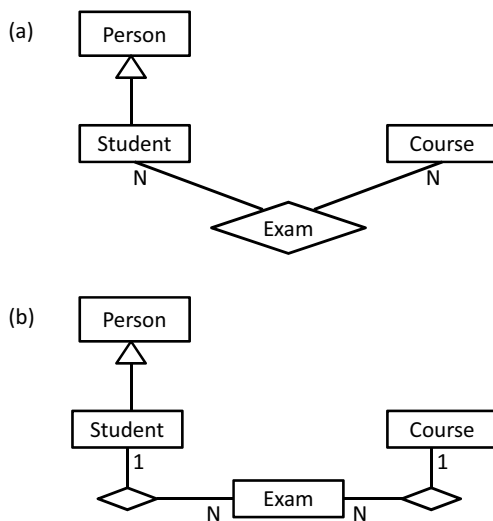 (a)
Person
Student
Course
N
N
Exam
(b)
Person
Student
Course
1
1
Exam
N
N